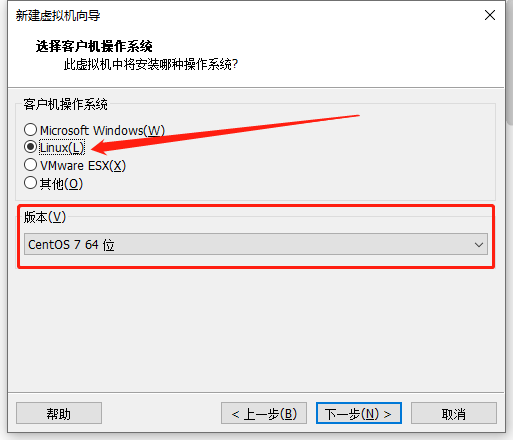 新建虚拟机向导
选择客户机操作系统
此虚拟机中将安装哪种操作系统?
客户机操作系统
Microsoft Windows(W)
Linux(L)
VMware ESX(X)
其他(O)
版本(V)
CentOS 7 64 位
帮助
< 上一步(B)
下一步(N) >
取消